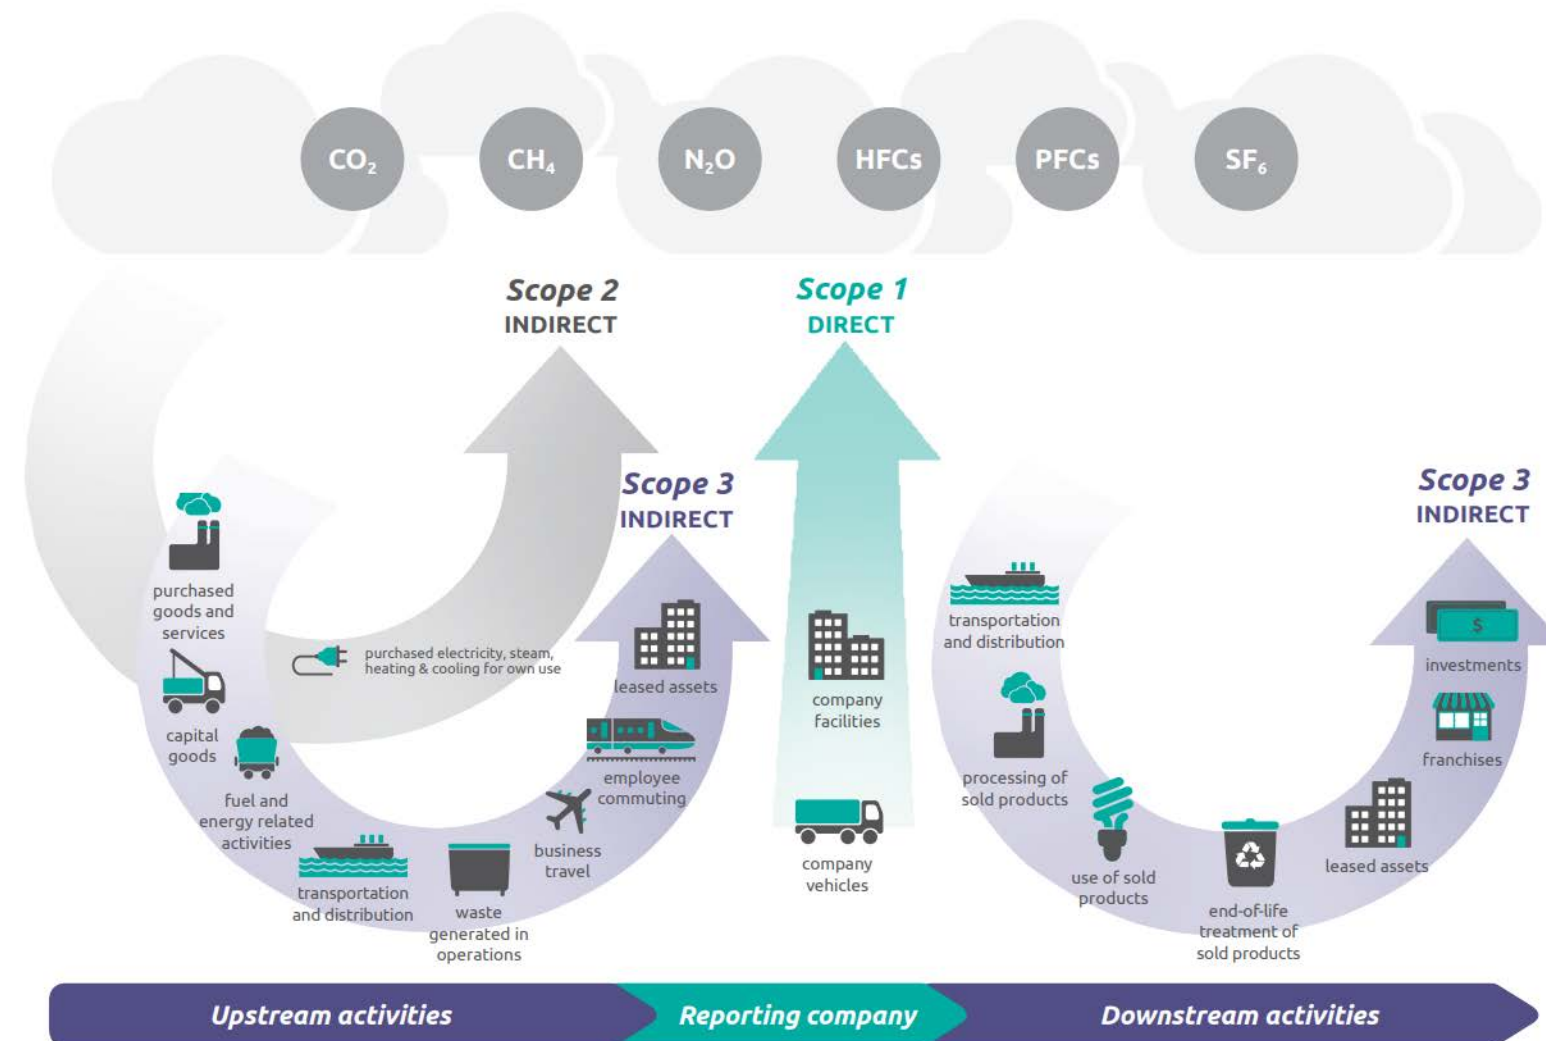 CO₂
CH₄
N₂O
HFCs
PFCs
SF₆
Scope 2
INDIRECT
Scope 1
DIRECT
Scope 3
INDIRECT
Scope 3
INDIRECT
purchased
goods and
services
capital
goods
fuel and
energy related
activities
transportation
and distribution
waste
generated in
operations
business
travel
employee
commuting
leased assets
purchased electricity, steam,
heating & cooling for own use
company
facilities
company
vehicles
transportation
and distribution
processing of
sold products
use of sold
products
end-of-life
treatment of
sold products
leased assets
franchises
$
investments
Upstream activities
Reporting company
Downstream activities